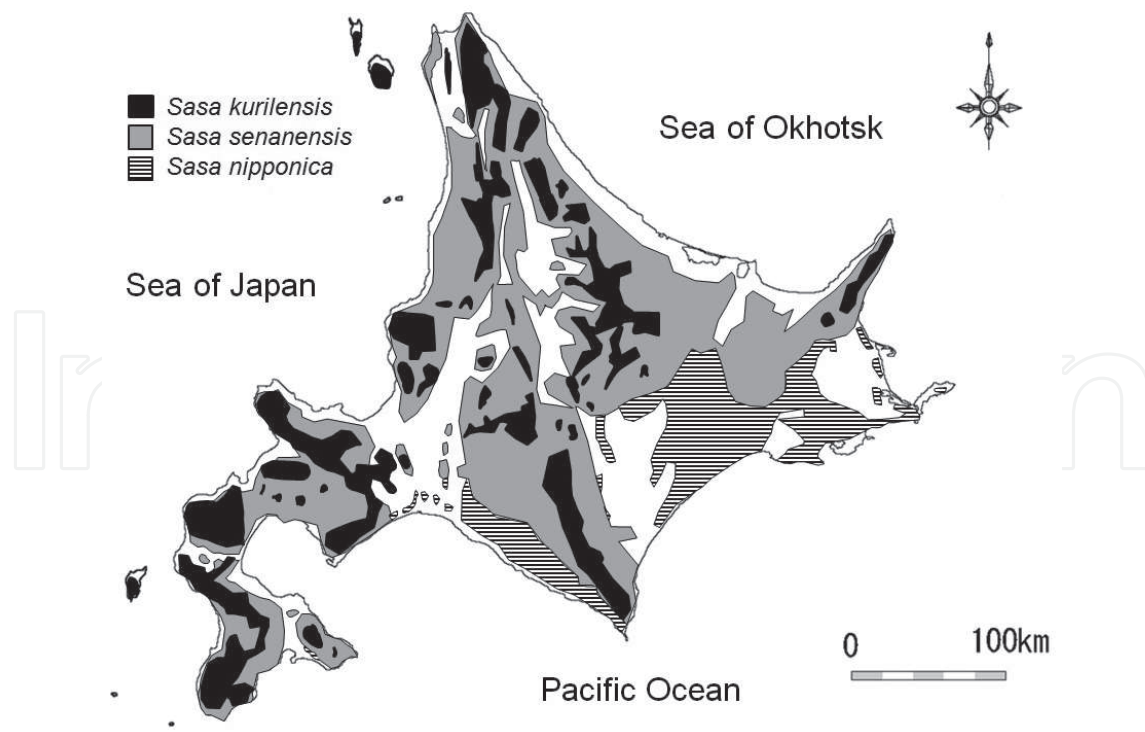 Sasa kurilensis
Sasa senanensis
Sasa nipponica
Sea of Okhotsk
Sea of Japan
Pacific Ocean
0 100km